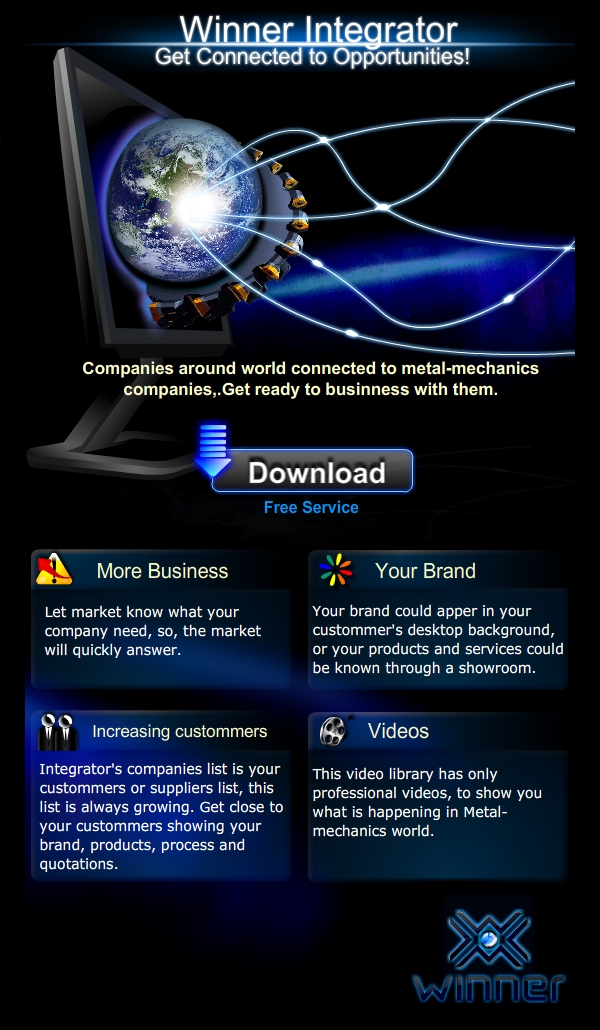 Winner Integrator
Get Connected to Opportunities!
Companies around world connected to metal-mechanics
companies,.Get ready to businness with them.
Download
Free Service
More Business
Let market know what your
company need, so, the market
will quickly answer.
Your Brand
Your brand could apper in your
custommer's desktop background,
or your products and services could
be known through a showroom.
Increasing custommers
Integrator's companies list is your
custommers or suppliers list, this
list is always growing. Get close to
your custommers showing your
brand, products, process and
quotations.
Videos
This video library has only
professional videos, to show you
what is happening in Metal-
mechanics world.
winner